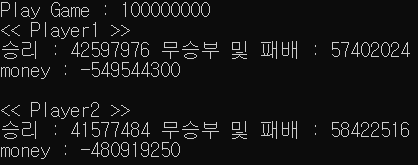 Play Game : 100000000
<< Player1 >>
승리 : 42597976 무승부 및 패배 : 57402024
money : -549544300
<< Player2 >>
승리 : 41577484 무승부 및 패배 : 58422516
money : -480919250